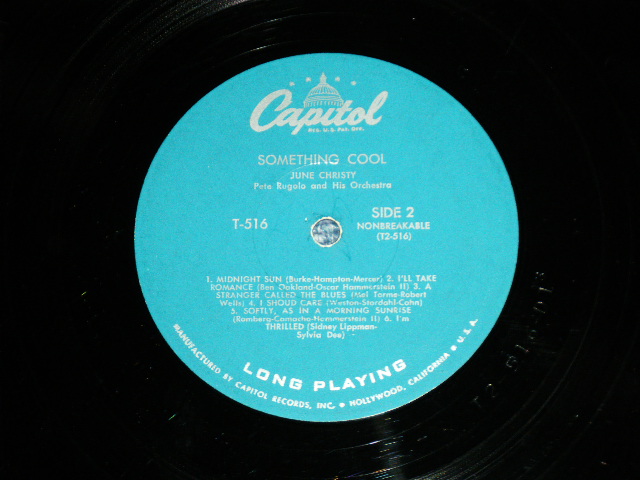 Capitol
REG. U.S. PAT. OFF.
SOMETHING COOL
JUNE CHRISTY
Pete Rugolo and His Orchestra
T-516
SIDE 2
NONBREAKABLE
(T2-516)
1. MIDNIGHT SUN (Burke-Hampton-Mercer) 2. I'LL TAKE
ROMANCE (Ben Oakland-Oscar Hammerstein II) 3. A
STRANGER CALLED THE BLUES (Mel Torme-Robert
Wells) 4. I SHOUD CARE (Weston-Stordahl-Cahn)
5. SOFTLY, AS IN A MORNING SUNRISE
(Romberg-Camacho-Hammerstein II) 6. I'm
THRILLED (Sidney Lippman-
Sylvia Dee)
LONG PLAYING
MANUFACTURED BY CAPITOL RECORDS, INC. • HOLLYWOOD, CALIFORNIA • U.S.A.